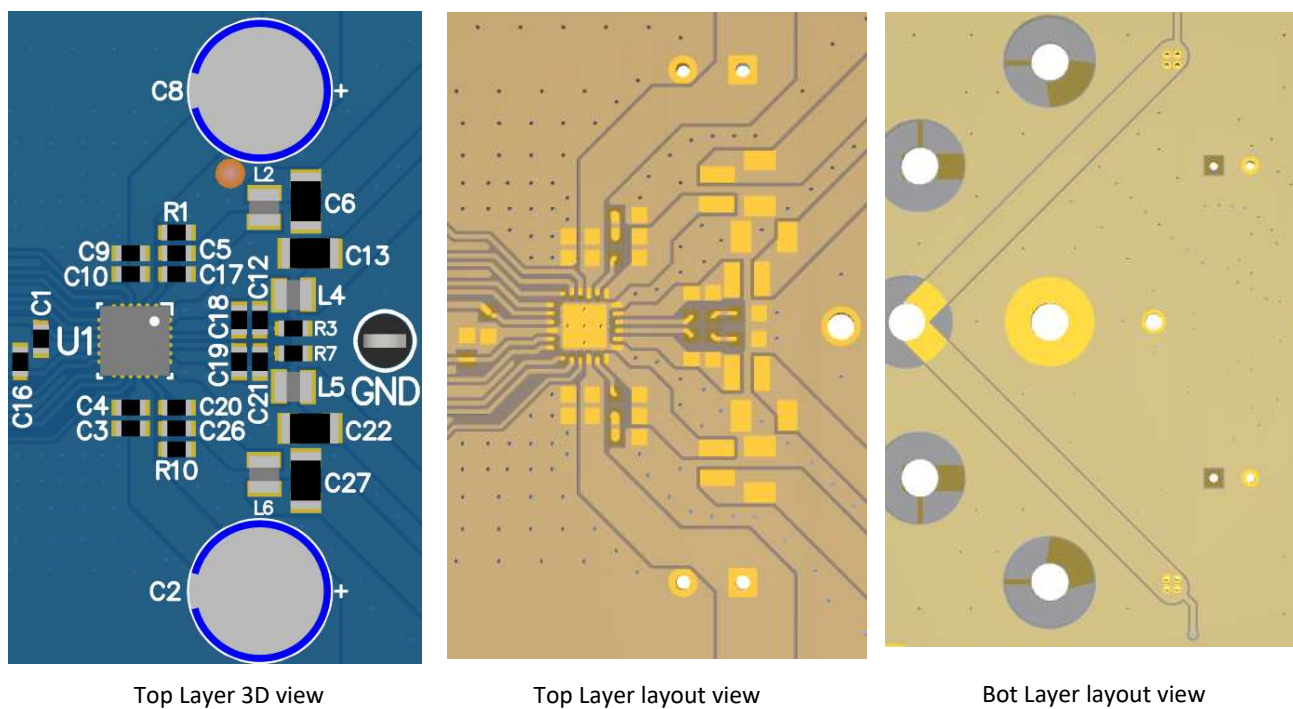 C8
+
L2
C6
R1
C9 C5
C10 C17
C13
C12
L4
C1
U1
C18
R3
C19
R7
C16
C21
L5
GND
C4 C20
C3 C26
R10
C22
C27
L6
C2
+
Top Layer 3D view
Top Layer layout view
Bot Layer layout view